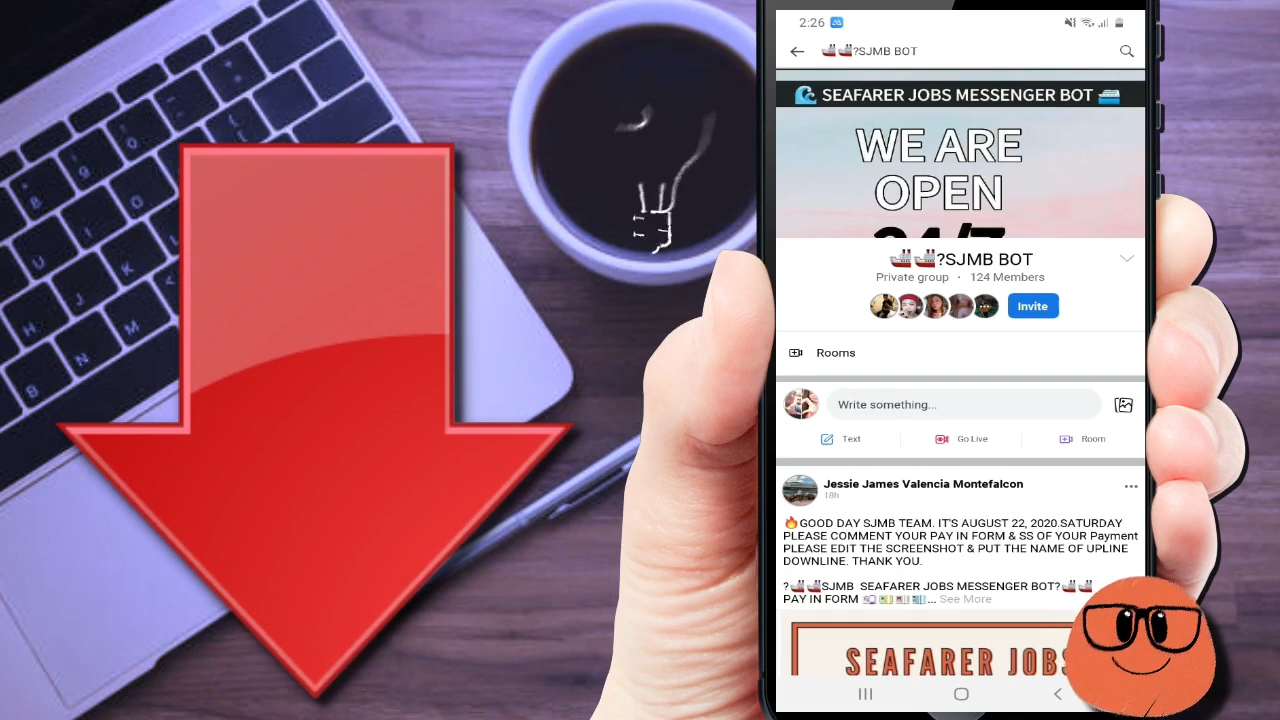 2:26
?SJMB BOT
SEAFARER JOBS MESSENGER BOT
WE ARE
OPEN
24/7
?SJMB BOT
Private group · 124 Members
Invite
Rooms
Write something...
Text
Go Live
Room
Jessie James Valencia Montefalcon
18h
🔥GOOD DAY SJMB TEAM. IT'S AUGUST 22, 2020.SATURDAY
PLEASE COMMENT YOUR PAY IN FORM & SS OF YOUR Payment
PLEASE EDIT THE SCREENSHOT & PUT THE NAME OF UPLINE
DOWNLINE. THANK YOU.
?🚢🚢SJMB SEAFARER JOBS MESSENGER BOT?🚢🚢
PAY IN FORM 💷💵💴💶... See More
SEAFARER JOBS